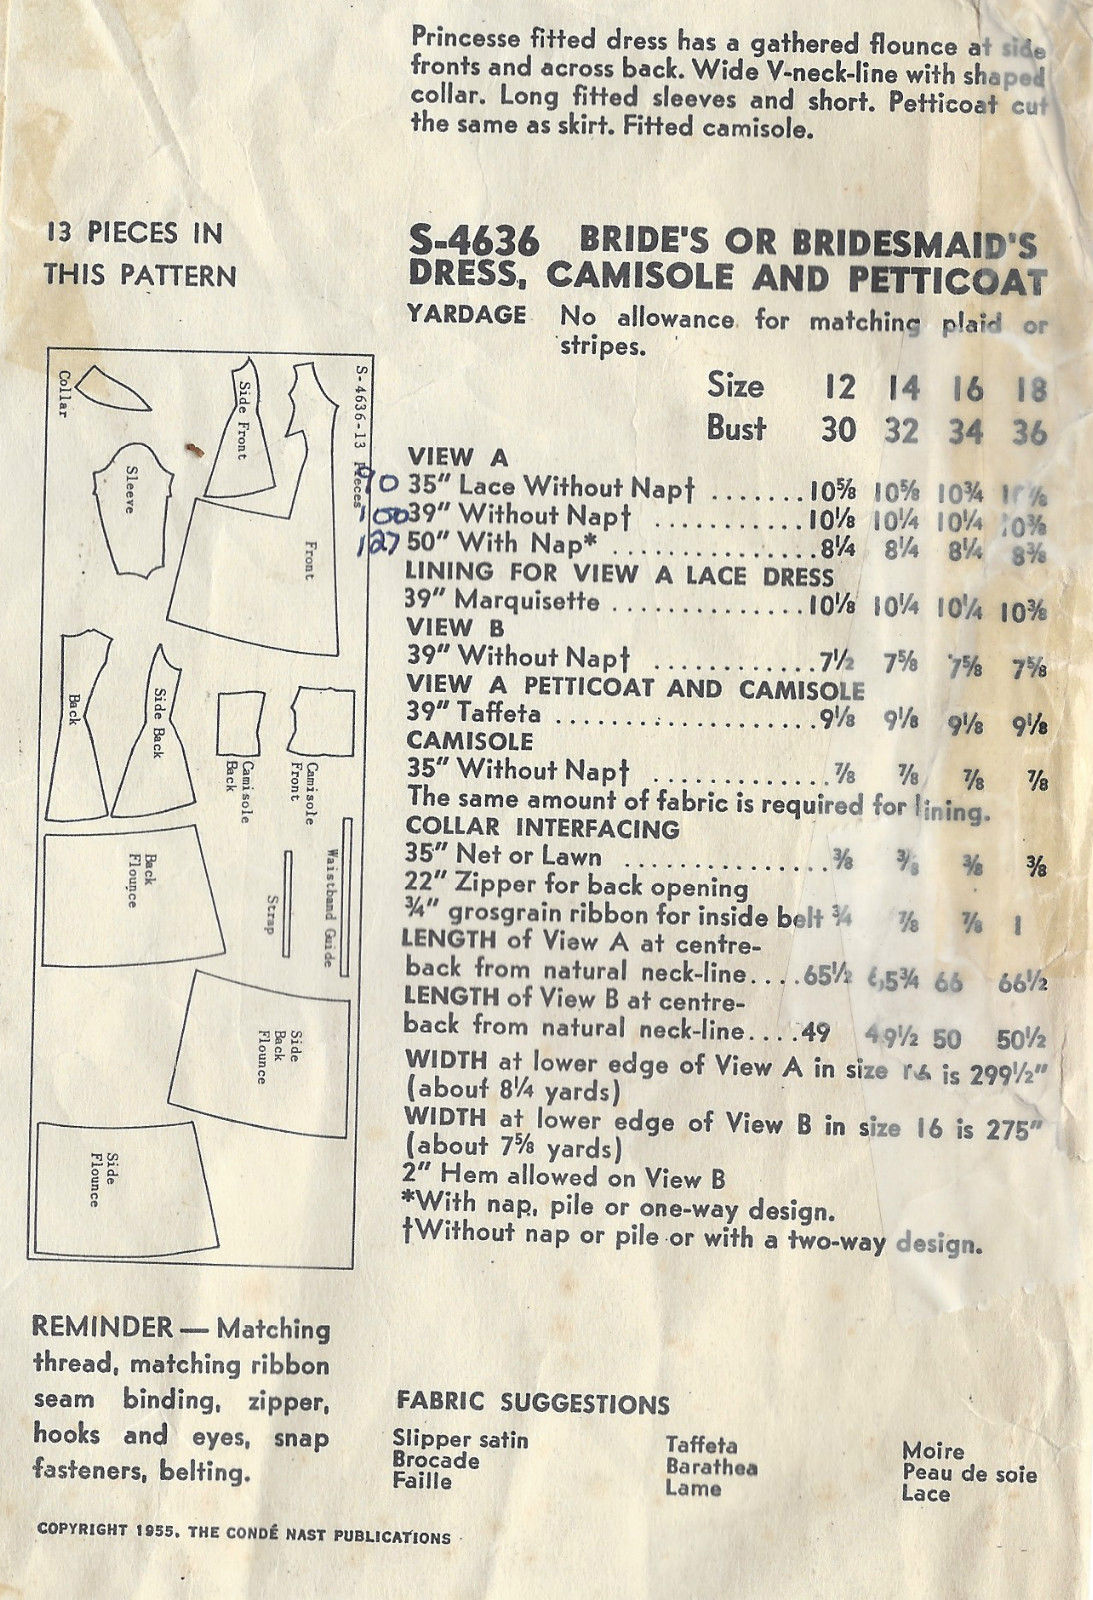 Princesse fitted dress has a gathered flounce at side
fronts and across back. Wide V-neck-line with shaped
collar. Long fitted sleeves and short. Petticoat cut
the same as skirt. Fitted camisole.
13 PIECES IN
THIS PATTERN
S-4636 BRIDE'S OR BRIDESMAID'S
DRESS, CAMISOLE AND PETTICOAT
YARDAGE No allowance for matching plaid or
stripes.
Size 12 14 16 18
Bust 30 32 34 36
VIEW A
90 35" Lace Without Nap† ....... 10⅝ 10⅝ 10¾
100 39" Without Nap† ........... 10⅛ 10¼ 10¼ 10⅜
127 50" With Nap* .............. 8¼ 8¼ 8¼ 8⅜
LINING FOR VIEW A LACE DRESS
39" Marquisette ............... 10⅛ 10¼ 10¼ 10⅜
VIEW B
39" Without Nap† ............ 7½ 7⅝ 7⅝ 7⅝
VIEW A PETTICOAT AND CAMISOLE
39" Taffeta ................... 9⅛ 9⅛ 9⅛ 9⅛
CAMISOLE
35" Without Nap† ............ ⅞ ⅞ ⅞ ⅞
The same amount of fabric is required for lining.
COLLAR INTERFACING
35" Net or Lawn .............. ⅜ ⅜ ⅜ ⅜
22" Zipper for back opening
¾" grosgrain ribbon for inside belt ¾ ⅞ ⅞ 1
LENGTH of View A at centre-
back from natural neck-line.... 65½ 65¾ 66 66½
LENGTH of View B at centre-
back from natural neck-line.... 49 49½ 50 50½
WIDTH at lower edge of View A in size 16 is 299½"
(about 8¼ yards)
WIDTH at lower edge of View B in size 16 is 275"
(about 7⅝ yards)
2" Hem allowed on View B
*With nap, pile or one-way design.
†Without nap or pile or with a two-way design.
S-4636-13 Pieces
Collar
Side Front
Sleeve
Front
Back
Side Back
Camisole
Back
Camisole
Front
Back
Flounce
Strap
Waistband Guide
Side
Back
Flounce
Side
Flounce
REMINDER — Matching
thread, matching ribbon
seam binding, zipper,
hooks and eyes, snap
fasteners, belting.
FABRIC SUGGESTIONS
Slipper satin
Brocade
Faille
Taffeta
Barathea
Lame
Moire
Peau de soie
Lace
COPYRIGHT 1955, THE CONDÉ NAST PUBLICATIONS